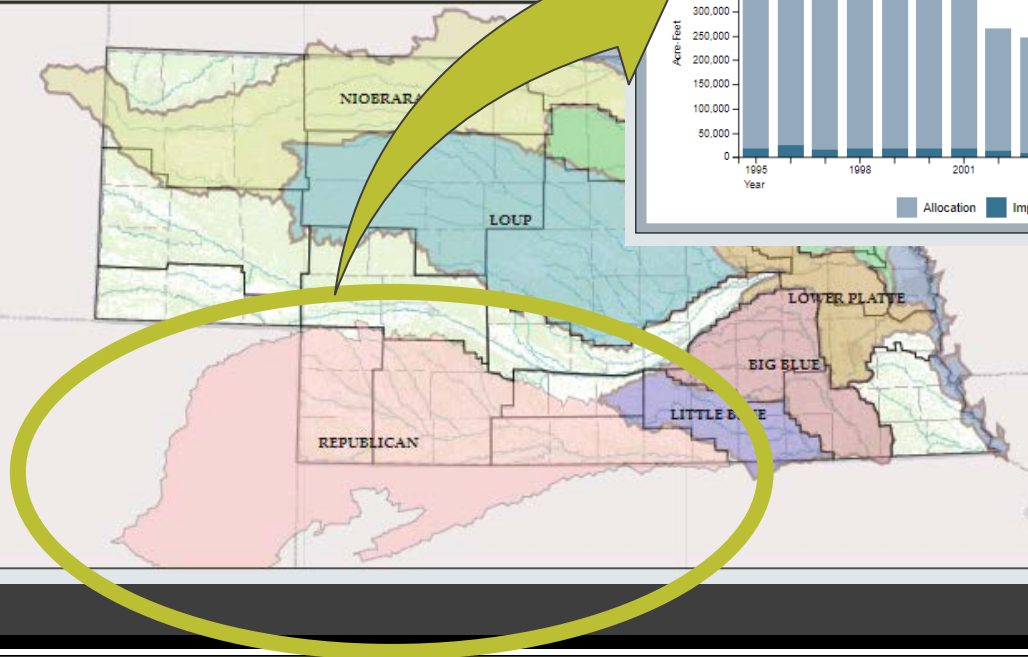 300,000
250,000
200,000
150,000
100,000
50,000
0
Acre-Feet
1995
1998
2001
Year
Allocation
NIOBRARA
LOUP
LOWER PLATTE
BIG BLUE
LITTLE
REPUBLICAN